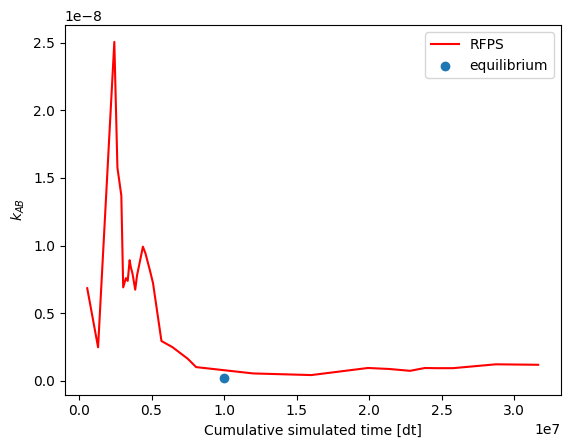 1e−8
2.5
2.0
1.5
1.0
0.5
0.0
k_AB
RFPS
equilibrium
0.0 0.5 1.0 1.5 2.0 2.5 3.0
1e7
Cumulative simulated time [dt]